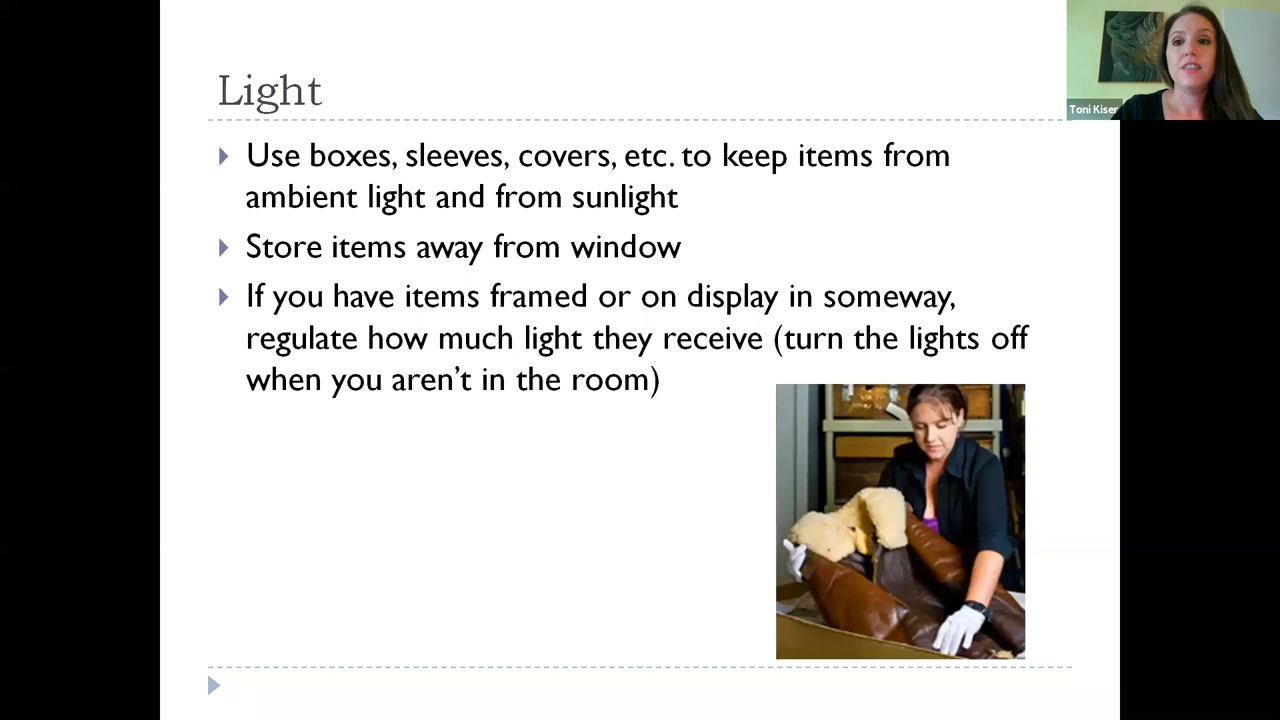 Light
Toni Kiser
Use boxes, sleeves, covers, etc. to keep items from
ambient light and from sunlight
Store items away from window
If you have items framed or on display in someway,
regulate how much light they receive (turn the lights off
when you aren't in the room)